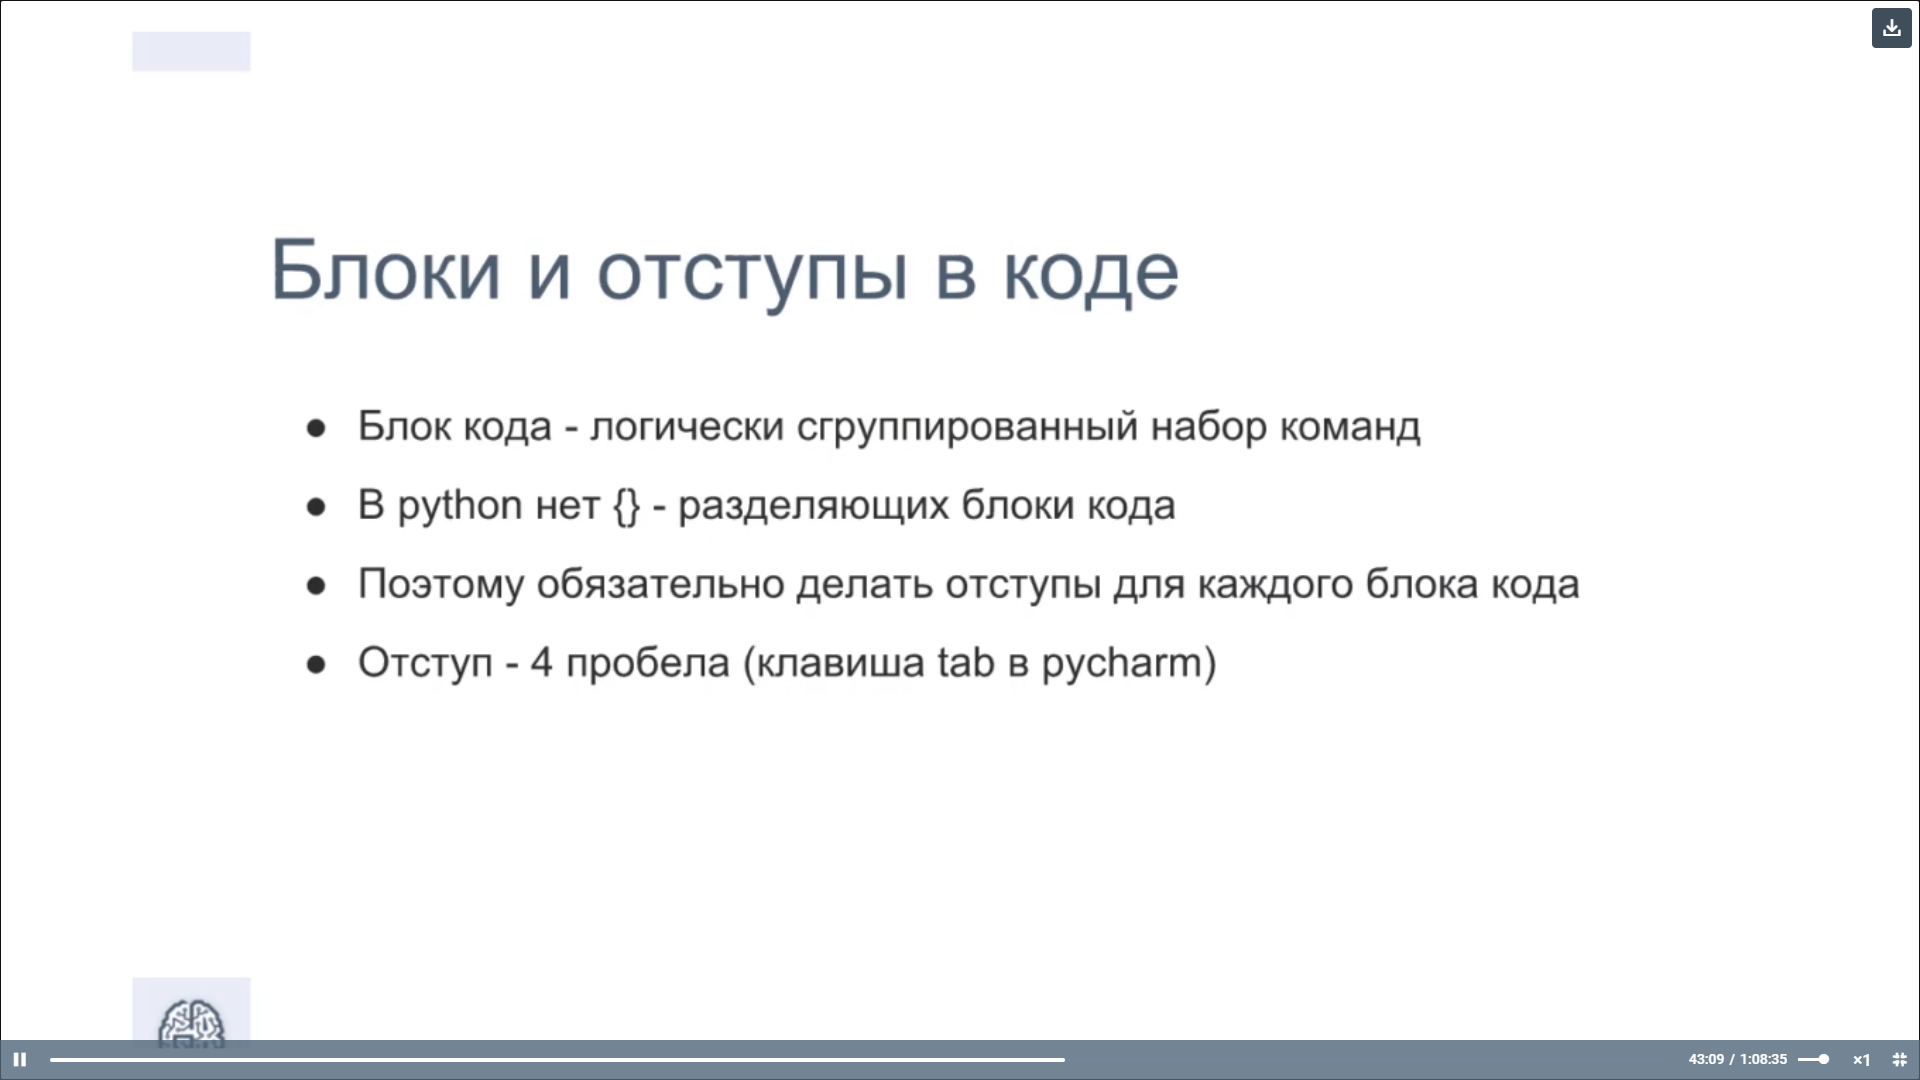 Блоки и отступы в коде
● Блок кода - логически сгруппированный набор команд
● В python нет {} - разделяющих блоки кода
● Поэтому обязательно делать отступы для каждого блока кода
● Отступ - 4 пробела (клавиша tab в pycharm)
43:09 / 1:08:35 ×1